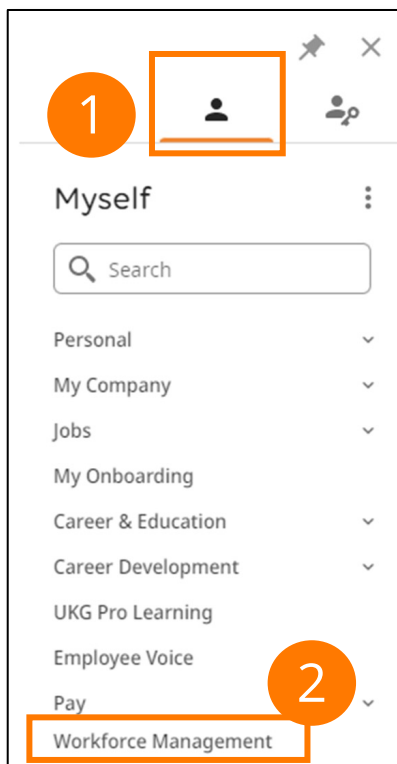 1
Myself
Search
Personal
My Company
Jobs
My Onboarding
Career & Education
Career Development
UKG Pro Learning
Employee Voice
2
Pay
Workforce Management